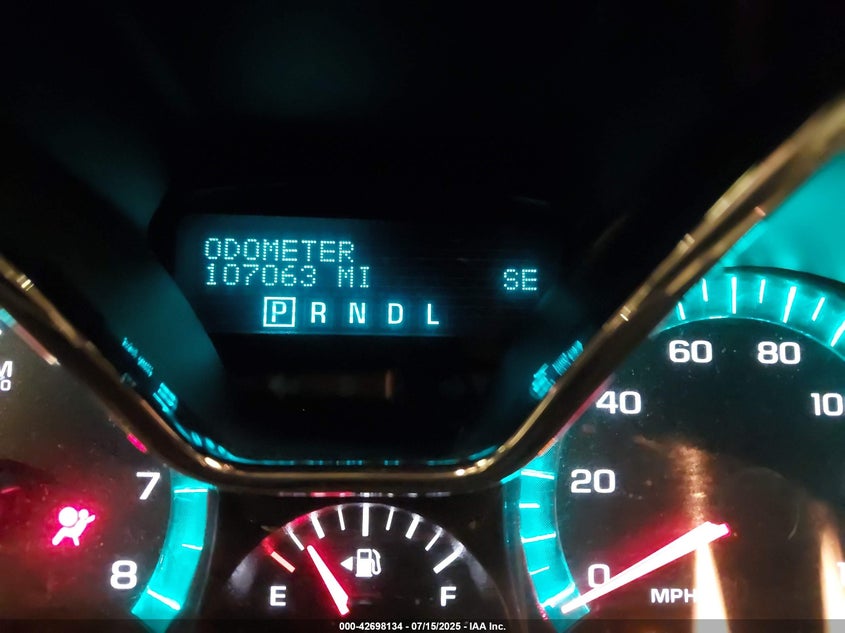 ODOMETER
107063 MI SE
P R N D L
60 80
40 10
20
7
8
0
MPH
E F
000-42698134 - 07/15/2025 - IAA Inc.